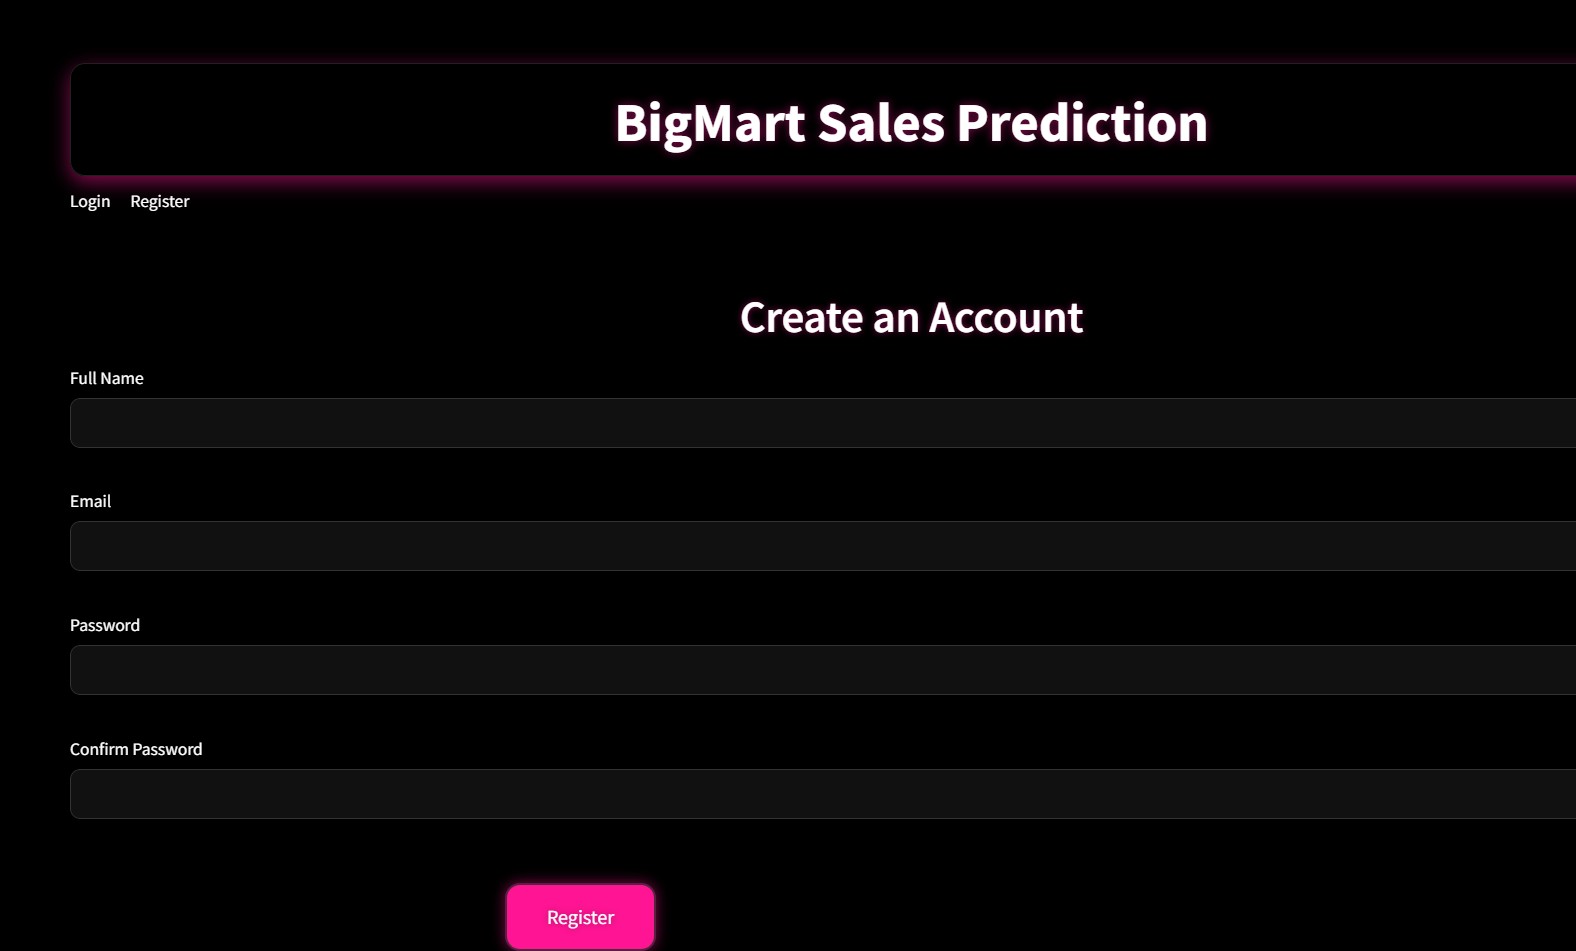 BigMart Sales Prediction
Login Register
Create an Account
Full Name
Email
Password
Confirm Password
Register